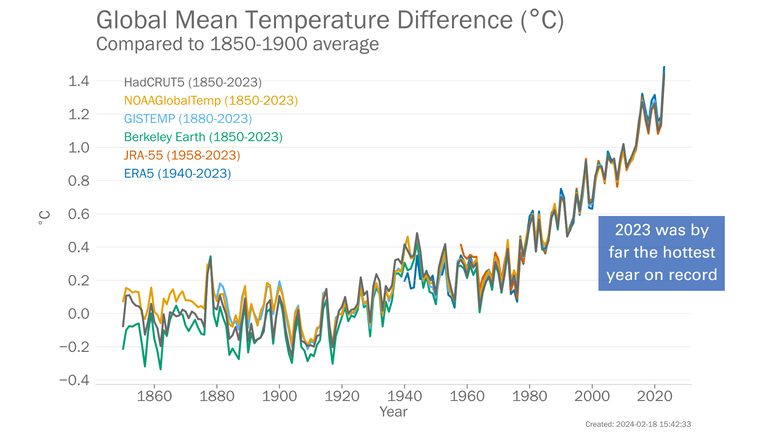 Global Mean Temperature Difference (°C)
Compared to 1850-1900 average
HadCRUT5 (1850-2023)
NOAAGlobalTemp (1850-2023)
GISTEMP (1880-2023)
Berkeley Earth (1850-2023)
JRA-55 (1958-2023)
ERA5 (1940-2023)
°C
1.4
1.2
1.0
0.8
0.6
0.4
0.2
0.0
−0.2
−0.4
2023 was by
far the hottest
year on record
1860 1880 1900 1920 1940 1960 1980 2000 2020
Year
Created: 2024-02-18 15:42:33